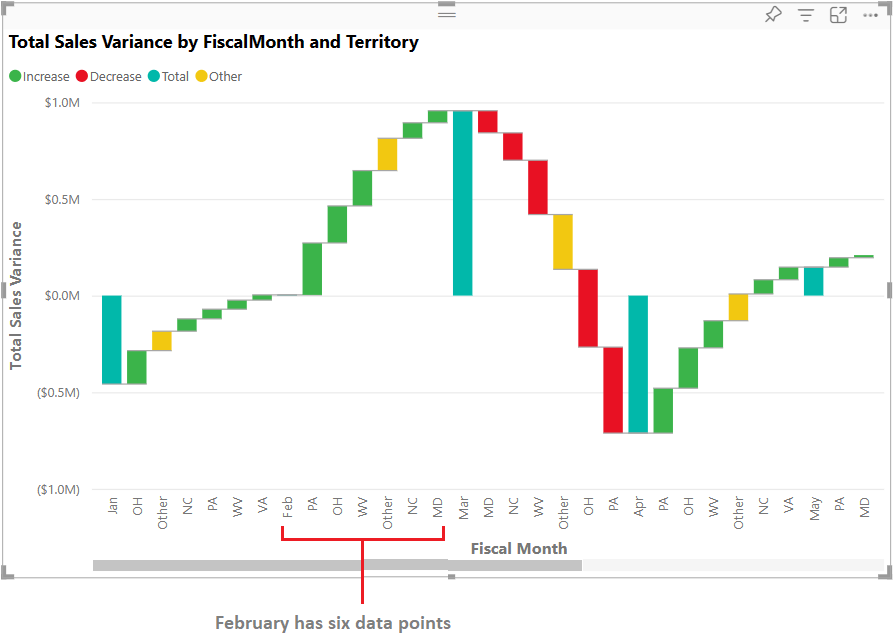 Total Sales Variance by FiscalMonth and Territory
Increase Decrease Total Other
$1.0M
$0.5M
$0.0M
($0.5M)
($1.0M)
Total Sales Variance
Jan OH Other NC PA WV VA Feb PA OH WV Other NC MD Mar MD NC WV Other OH PA Apr PA OH WV Other NC VA May PA MD
Fiscal Month
February has six data points